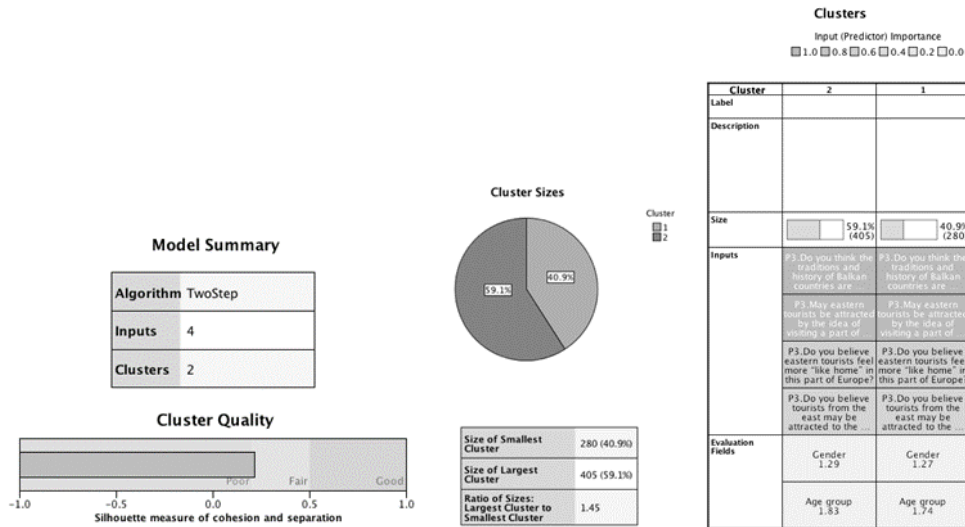 Clusters
Input (Predictor) Importance
1.0 0.8 0.6 0.4 0.2 0.0
Model Summary
Algorithm TwoStep
Inputs 4
Clusters 2
Cluster Quality
Poor Fair Good
-1.0 -0.5 0.0 0.5 1.0
Silhouette measure of cohesion and separation
Cluster Sizes
Cluster
1
2
40.9%
59.1%
Size of Smallest
Cluster
280 (40.9%)
Size of Largest
Cluster
405 (59.1%)
Ratio of Sizes:
Largest Cluster to
Smallest Cluster
1.45
Cluster 2 1
Label
Description
Size
59.1%
(405)
40.9%
(280)
Inputs
P3.Do you think the
traditions and
history of Balkan
countries are ...
P3.Do you think the
traditions and
history of Balkan
countries are ...
P3.May eastern
tourists be attracted
by the idea of
visiting a part of ...
P3.May eastern
tourists be attracted
by the idea of
visiting a part of ...
P3.Do you believe
eastern tourists feel
more "like home" in
this part of Europe?
P3.Do you believe
eastern tourists feel
more "like home" in
this part of Europe?
P3.Do you believe
tourists from the
east may be
attracted to the ...
P3.Do you believe
tourists from the
east may be
attracted to the ...
Evaluation
Fields
Gender
1.29
Gender
1.27
Age group
1.83
Age group
1.74